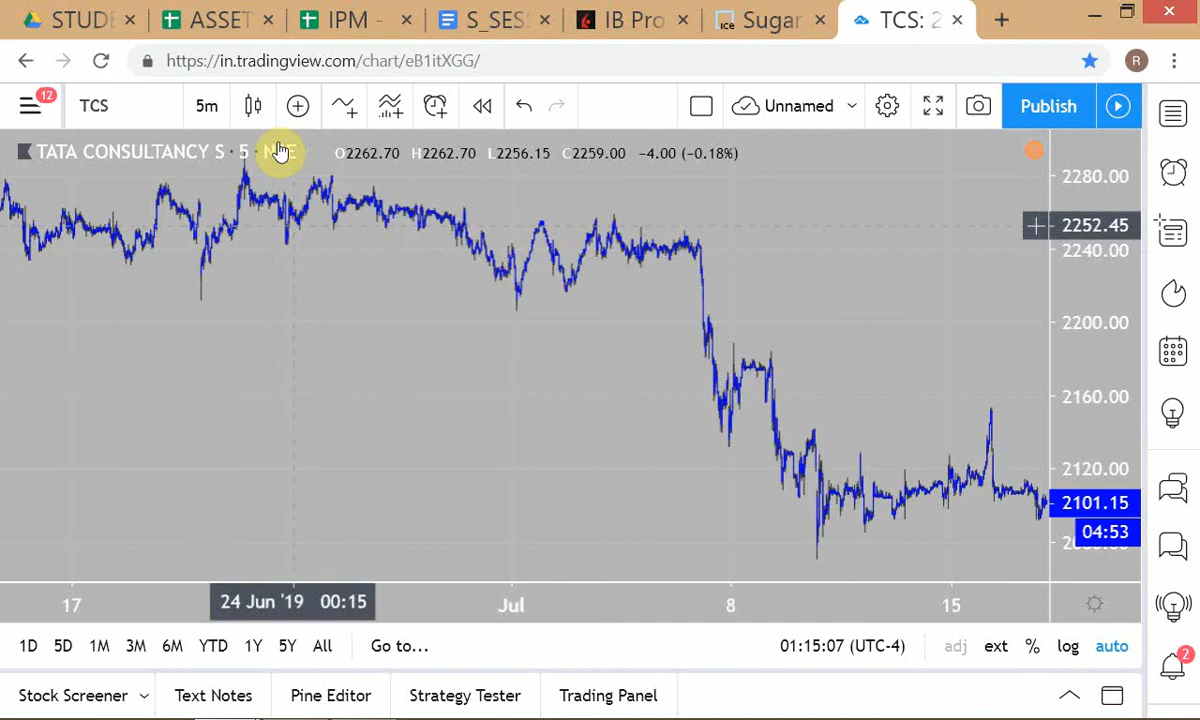 STUDE ASSET IPM - S_SES IB Pro Sugar TCS: 2
https://in.tradingview.com/chart/eB1itXGG/ R
12 TCS 5m Unnamed Publish
TATA CONSULTANCY S · 5 · O2262.70 H2262.70 L2256.15 C2259.00 −4.00 (−0.18%)
2280.00
2252.45
2240.00
2200.00
2160.00
2120.00
2101.15
04:53
17 24 Jun '19 00:15 Jul 8 15
1D 5D 1M 3M 6M YTD 1Y 5Y All Go to... 01:15:07 (UTC-4) adj ext % log auto
2
Stock Screener Text Notes Pine Editor Strategy Tester Trading Panel